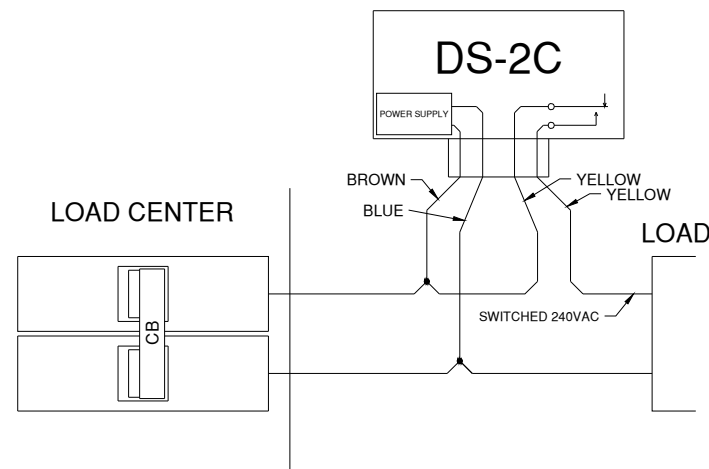 DS-2C
POWER SUPPLY
BROWN
YELLOW
YELLOW
BLUE
LOAD CENTER
LOAD
SWITCHED 240VAC
CB